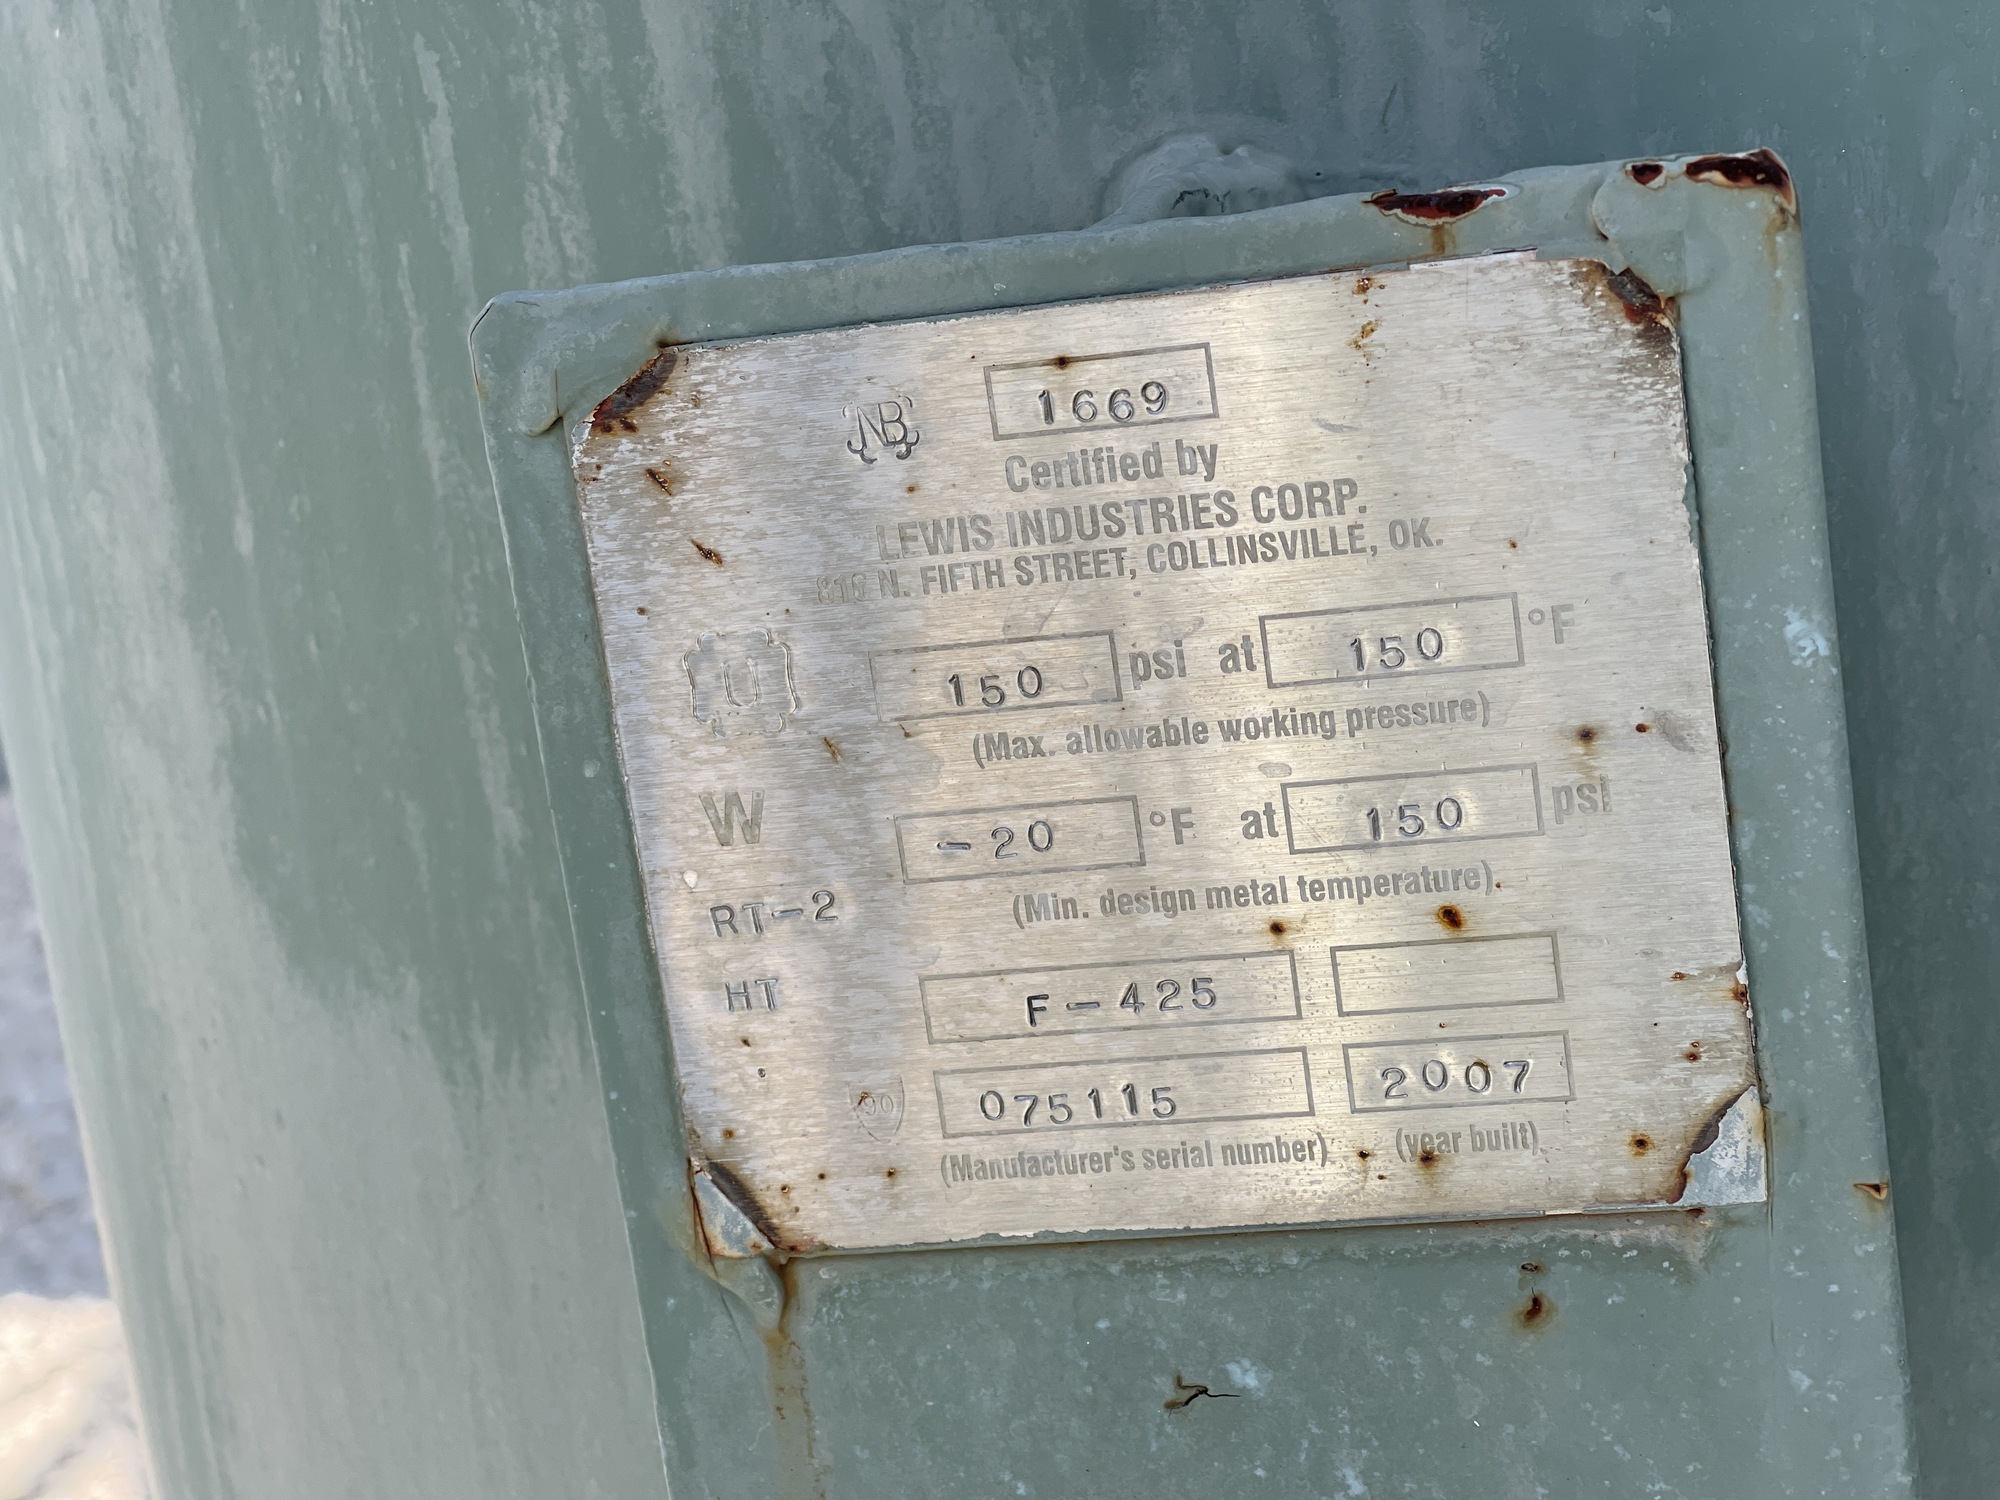 NB 1669
Certified by
LEWIS INDUSTRIES CORP.
816 N. FIFTH STREET, COLLINSVILLE, OK.
U 150 psi at 150 °F
(Max. allowable working pressure)
W -20 °F at 150 psi
(Min. design metal temperature)
RT-2
HT F-425
075115 2007
(Manufacturer's serial number) (year built)